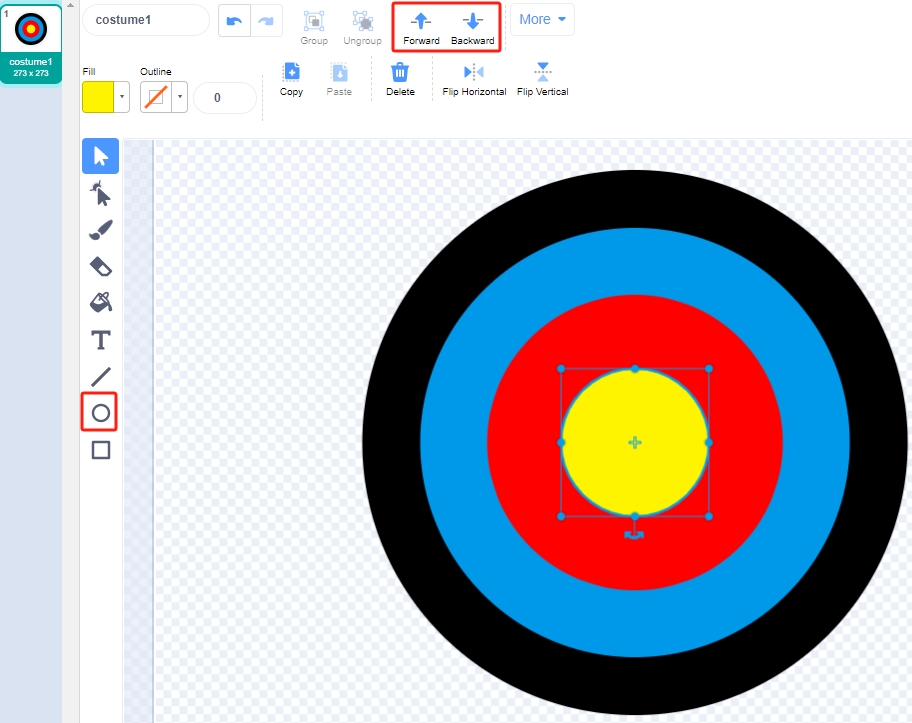 1
costume1
273 x 273
costume1
Group
Ungroup
Forward
Backward
More
Fill
Outline
0
Copy
Paste
Delete
Flip Horizontal
Flip Vertical
T